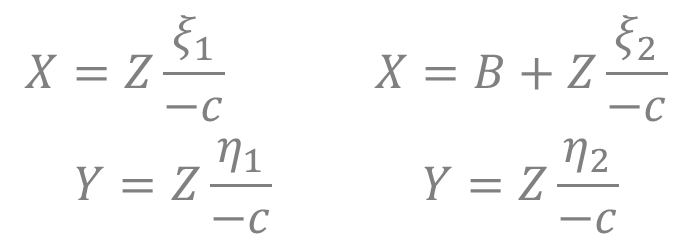 X = Z ξ₁/−c    X = B + Z ξ₂/−c
Y = Z η₁/−c    Y = Z η₂/−c